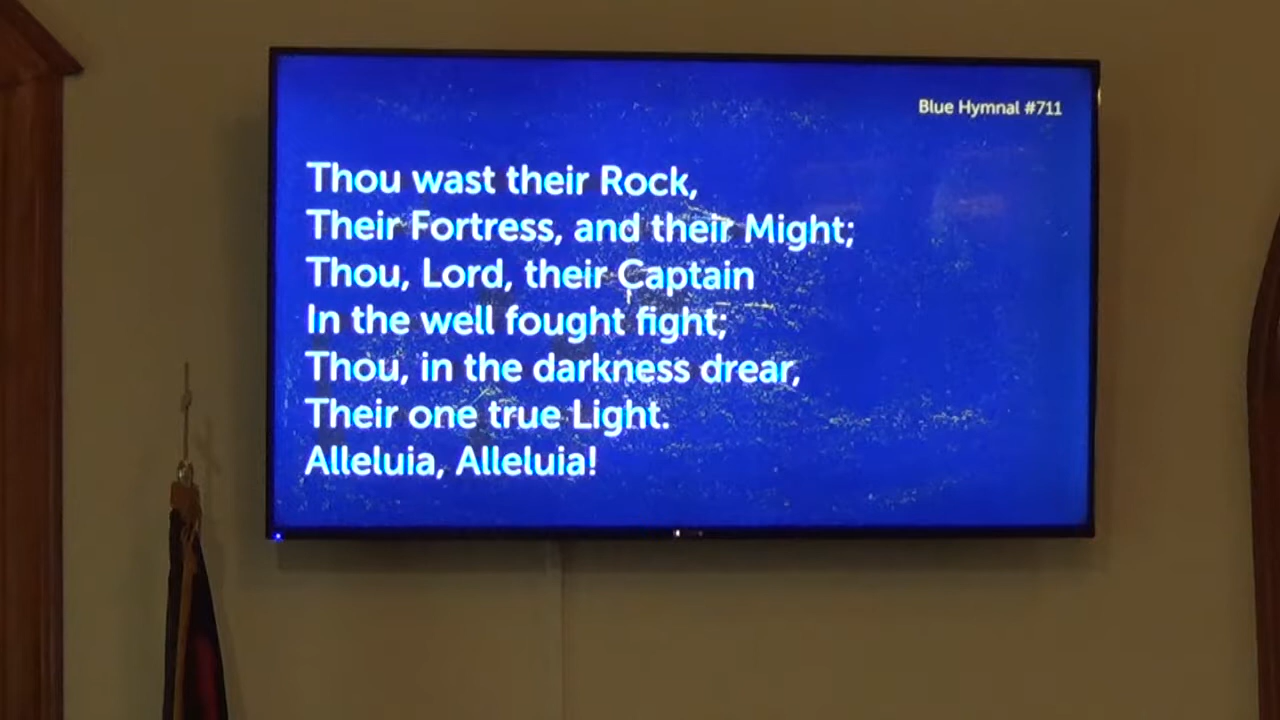 Blue Hymnal #711
Thou wast their Rock,
Their Fortress, and their Might;
Thou, Lord, their Captain
In the well fought fight;
Thou, in the darkness drear,
Their one true Light.
Alleluia, Alleluia!